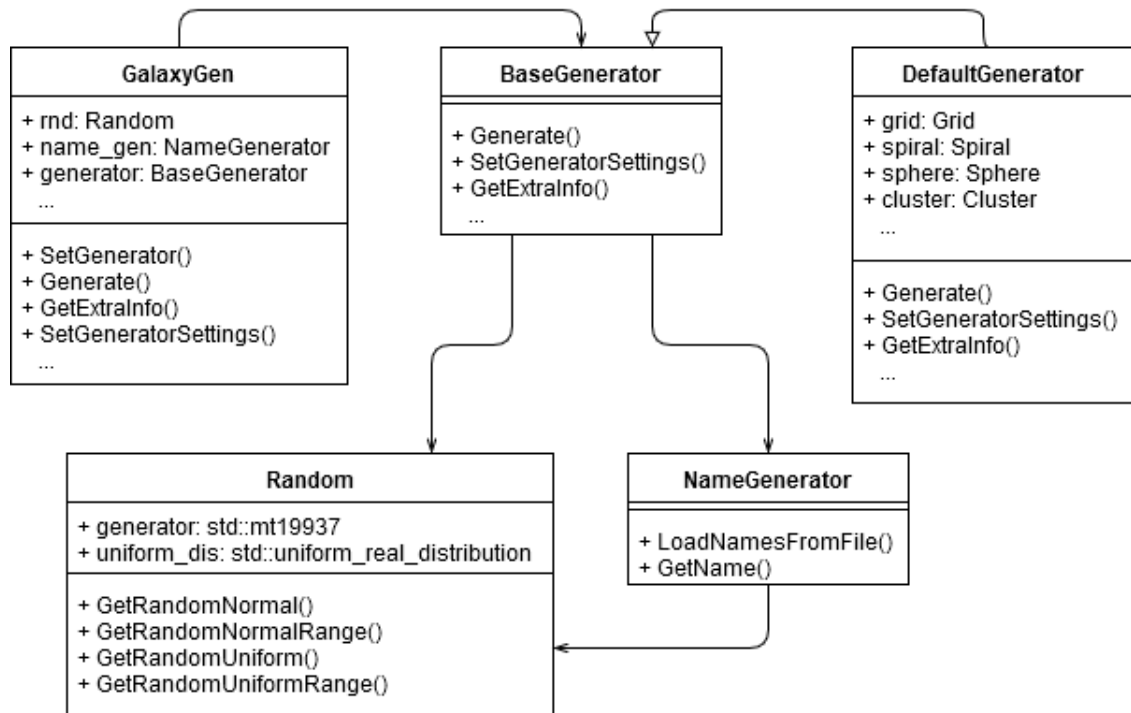 GalaxyGen
+ rnd: Random
+ name_gen: NameGenerator
+ generator: BaseGenerator
...
+ SetGenerator()
+ Generate()
+ GetExtraInfo()
+ SetGeneratorSettings()
...
BaseGenerator
+ Generate()
+ SetGeneratorSettings()
+ GetExtraInfo()
...
DefaultGenerator
+ grid: Grid
+ spiral: Spiral
+ sphere: Sphere
+ cluster: Cluster
...
+ Generate()
+ SetGeneratorSettings()
+ GetExtraInfo()
...
Random
+ generator: std::mt19937
+ uniform_dis: std::uniform_real_distribution
+ GetRandomNormal()
+ GetRandomNormalRange()
+ GetRandomUniform()
+ GetRandomUniformRange()
NameGenerator
+ LoadNamesFromFile()
+ GetName()